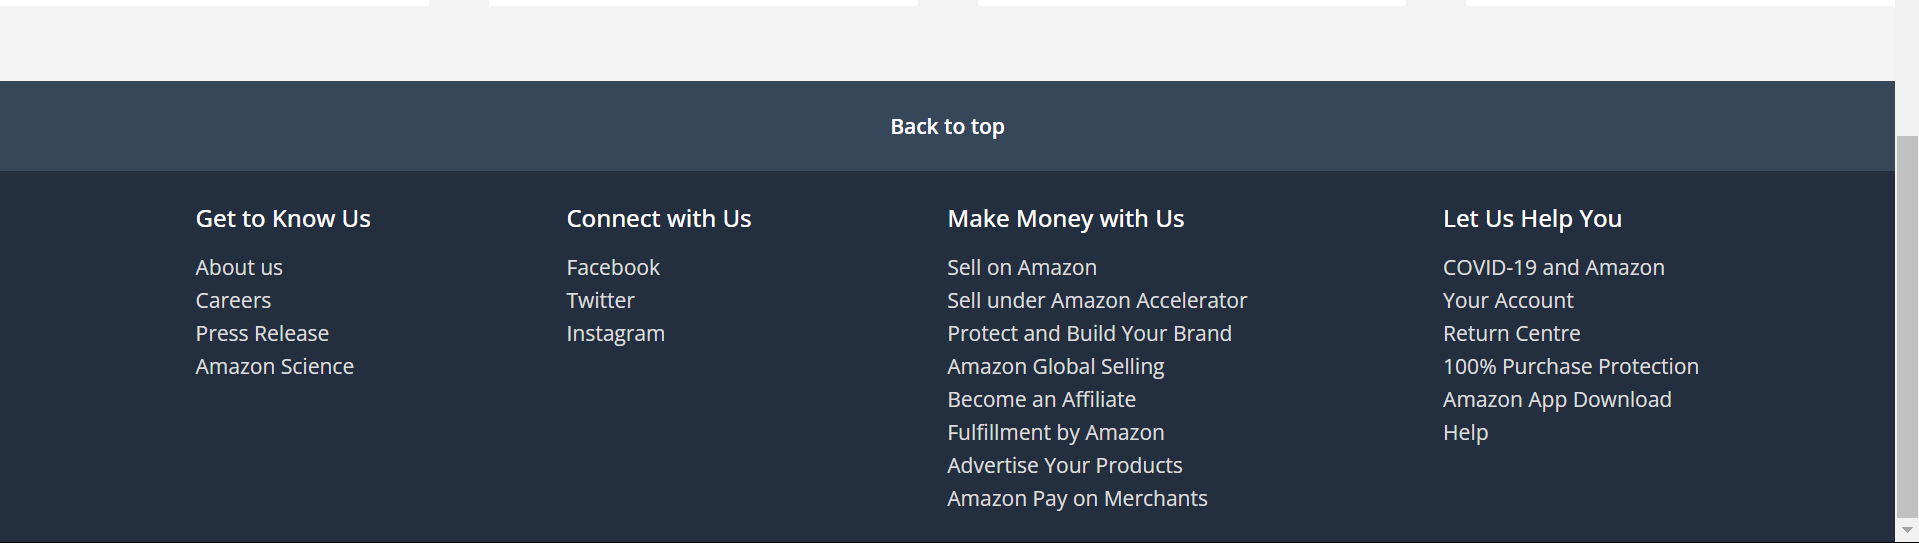 Back to top
Get to Know Us
About us
Careers
Press Release
Amazon Science
Connect with Us
Facebook
Twitter
Instagram
Make Money with Us
Sell on Amazon
Sell under Amazon Accelerator
Protect and Build Your Brand
Amazon Global Selling
Become an Affiliate
Fulfillment by Amazon
Advertise Your Products
Amazon Pay on Merchants
Let Us Help You
COVID-19 and Amazon
Your Account
Return Centre
100% Purchase Protection
Amazon App Download
Help